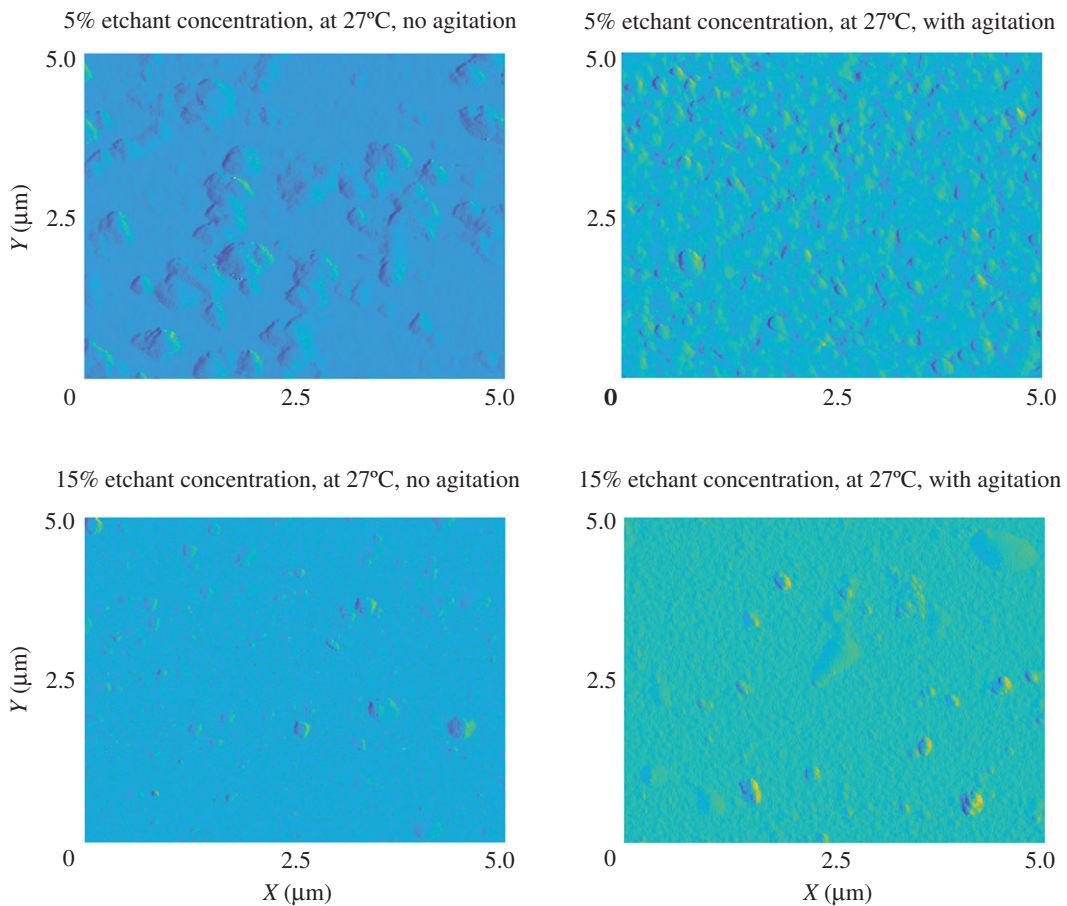 5% etchant concentration, at 27ºC, no agitation
5.0
2.5
0
2.5
5.0
Y (μm)
5% etchant concentration, at 27ºC, with agitation
5.0
2.5
0
2.5
5.0
15% etchant concentration, at 27ºC, no agitation
5.0
2.5
0
2.5
5.0
Y (μm)
X (μm)
15% etchant concentration, at 27ºC, with agitation
5.0
2.5
0
2.5
5.0
X (μm)